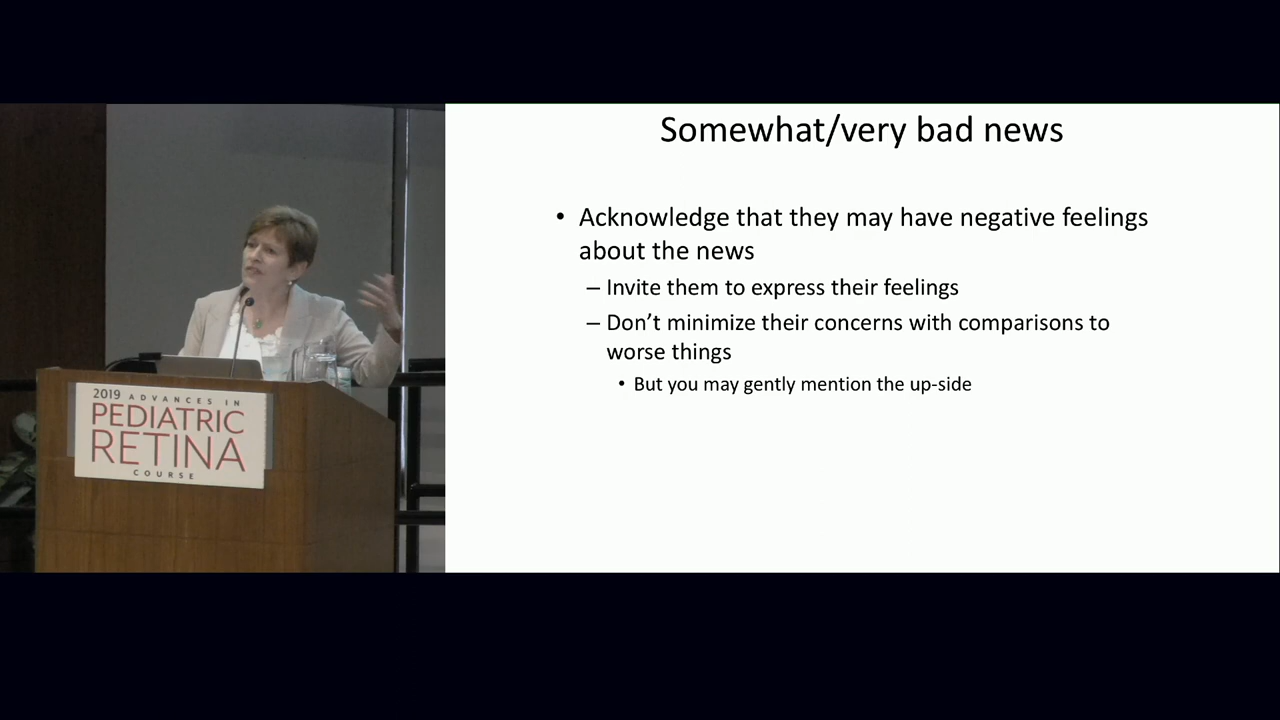 Somewhat/very bad news
• Acknowledge that they may have negative feelings
about the news
– Invite them to express their feelings
– Don’t minimize their concerns with comparisons to
worse things
• But you may gently mention the up-side
2019 ADVANCES IN
PEDIATRIC
RETINA
COURSE